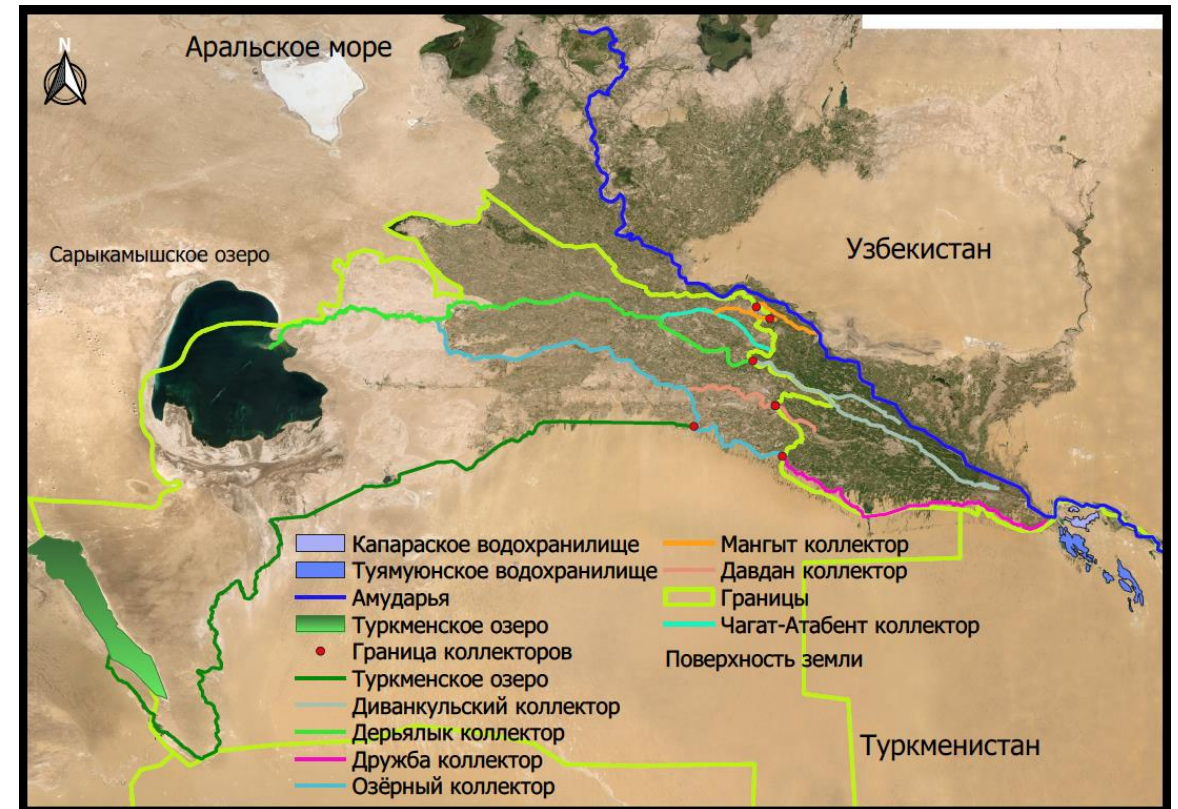 N
Аральское море
Узбекистан
Сарыкамышское озеро
Капараское водохранилище
Туямуюнское водохранилище
Амударья
Туркменское озеро
Граница коллекторов
Туркменское озеро
Диванкульский коллектор
Дерьялык коллектор
Дружба коллектор
Озёрный коллектор
Мангыт коллектор
Давдан коллектор
Границы
Чагат-Атабент коллектор
Поверхность земли
Туркменистан